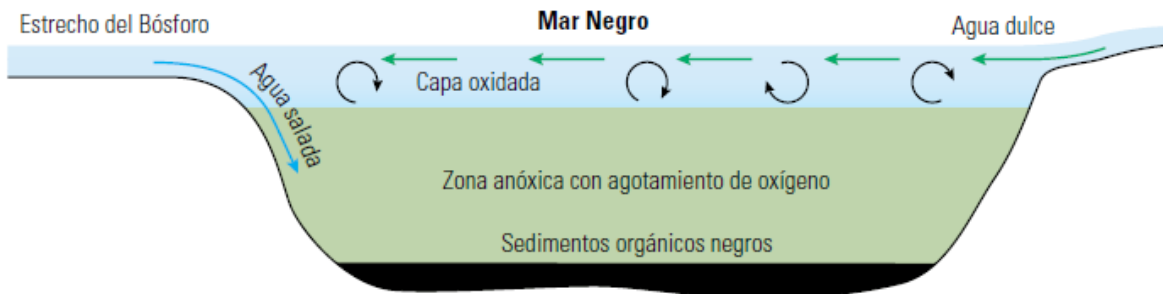 Estrecho del Bósforo
Mar Negro
Agua dulce
Agua salada
Capa oxidada
Zona anóxica con agotamiento de oxígeno
Sedimentos orgánicos negros